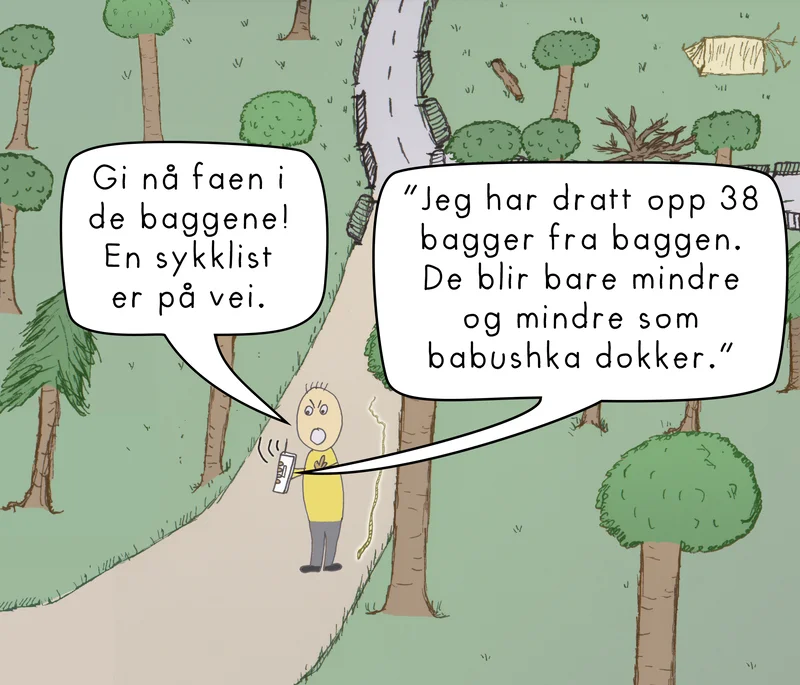 Gi nå faen i
de baggene!
En sykklist
er på vei.
"Jeg har dratt opp 38
bagger fra baggen.
De blir bare mindre
og mindre som
babushka dokker."